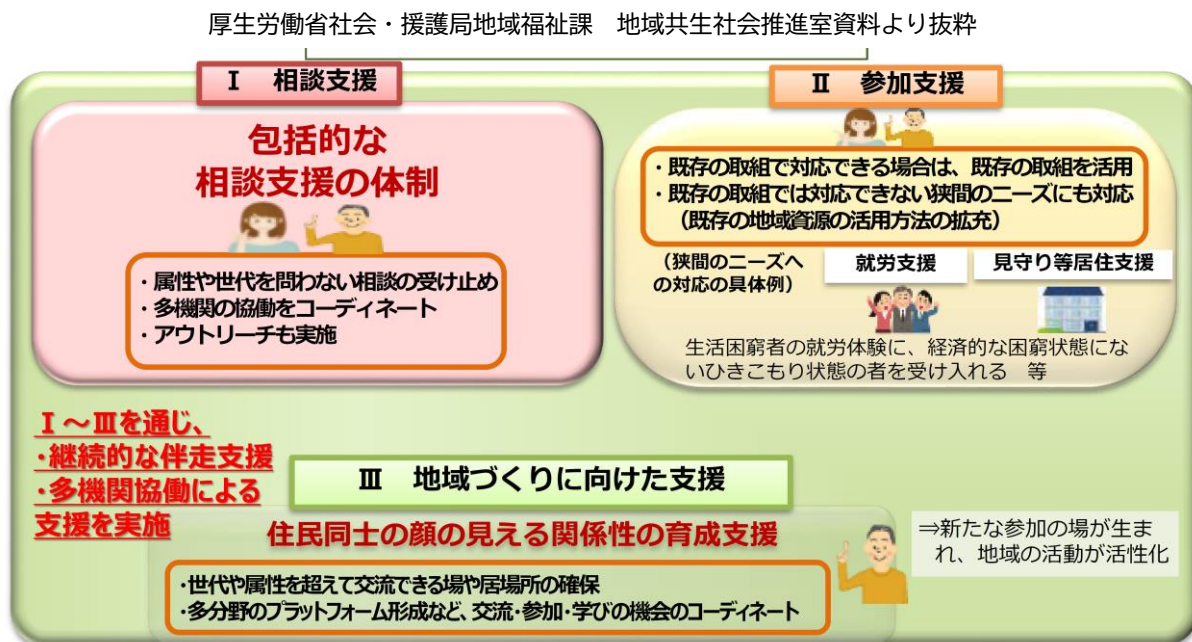 厚生労働省社会・援護局地域福祉課　地域共生社会推進室資料より抜粋
Ⅰ　相談支援
包括的な
相談支援の体制
・属性や世代を問わない相談の受け止め
・多機関の協働をコーディネート
・アウトリーチも実施
Ⅱ　参加支援
・既存の取組で対応できる場合は、既存の取組を活用
・既存の取組では対応できない狭間のニーズにも対応
（既存の地域資源の活用方法の拡充）
（狭間のニーズへ
の対応の具体例）
就労支援
見守り等居住支援
生活困窮者の就労体験に、経済的な困窮状態にな
いひきこもり状態の者を受け入れる　等
Ⅰ～Ⅲを通じ、
・継続的な伴走支援
・多機関協働による
支援を実施
Ⅲ　地域づくりに向けた支援
住民同士の顔の見える関係性の育成支援
・世代や属性を超えて交流できる場や居場所の確保
・多分野のプラットフォーム形成など、交流・参加・学びの機会のコーディネート
⇒新たな参加の場が生ま
れ、地域の活動が活性化